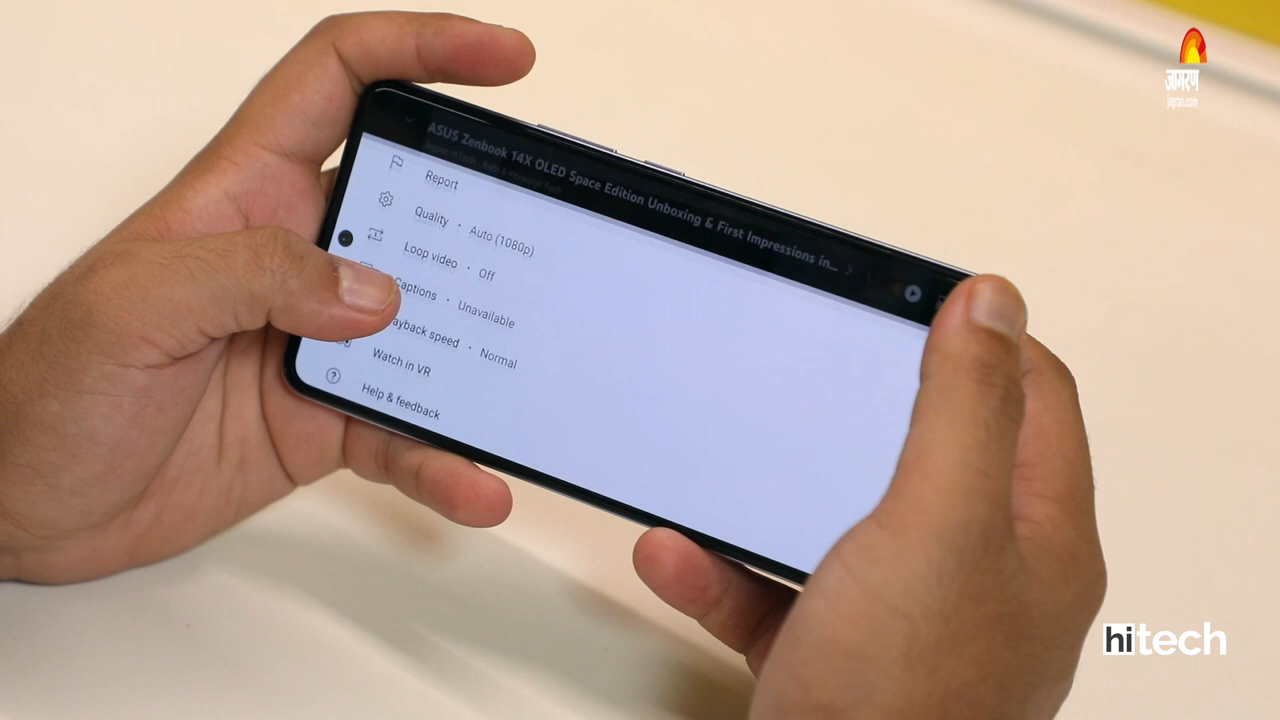 जागरण
jagran.com
ASUS Zenbook 14X OLED Space Edition Unboxing & First Impressions in...
Report
Quality · Auto (1080p)
Loop video · Off
Captions · Unavailable
ayback speed · Normal
Watch in VR
Help & feedback
hitech